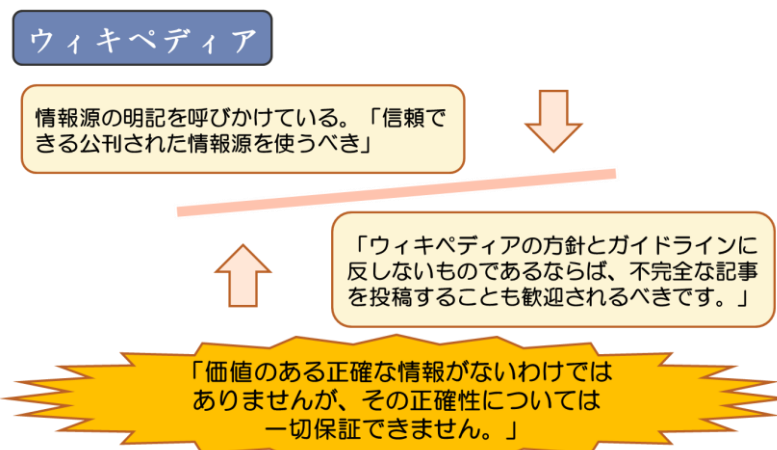 ウィキペディア
情報源の明記を呼びかけている。「信頼で
きる公刊された情報源を使うべき」
「ウィキペディアの方針とガイドラインに
反しないものであるならば、不完全な記事
を投稿することも歓迎されるべきです。」
「価値のある正確な情報がないわけでは
ありませんが、その正確性については
一切保証できません。」